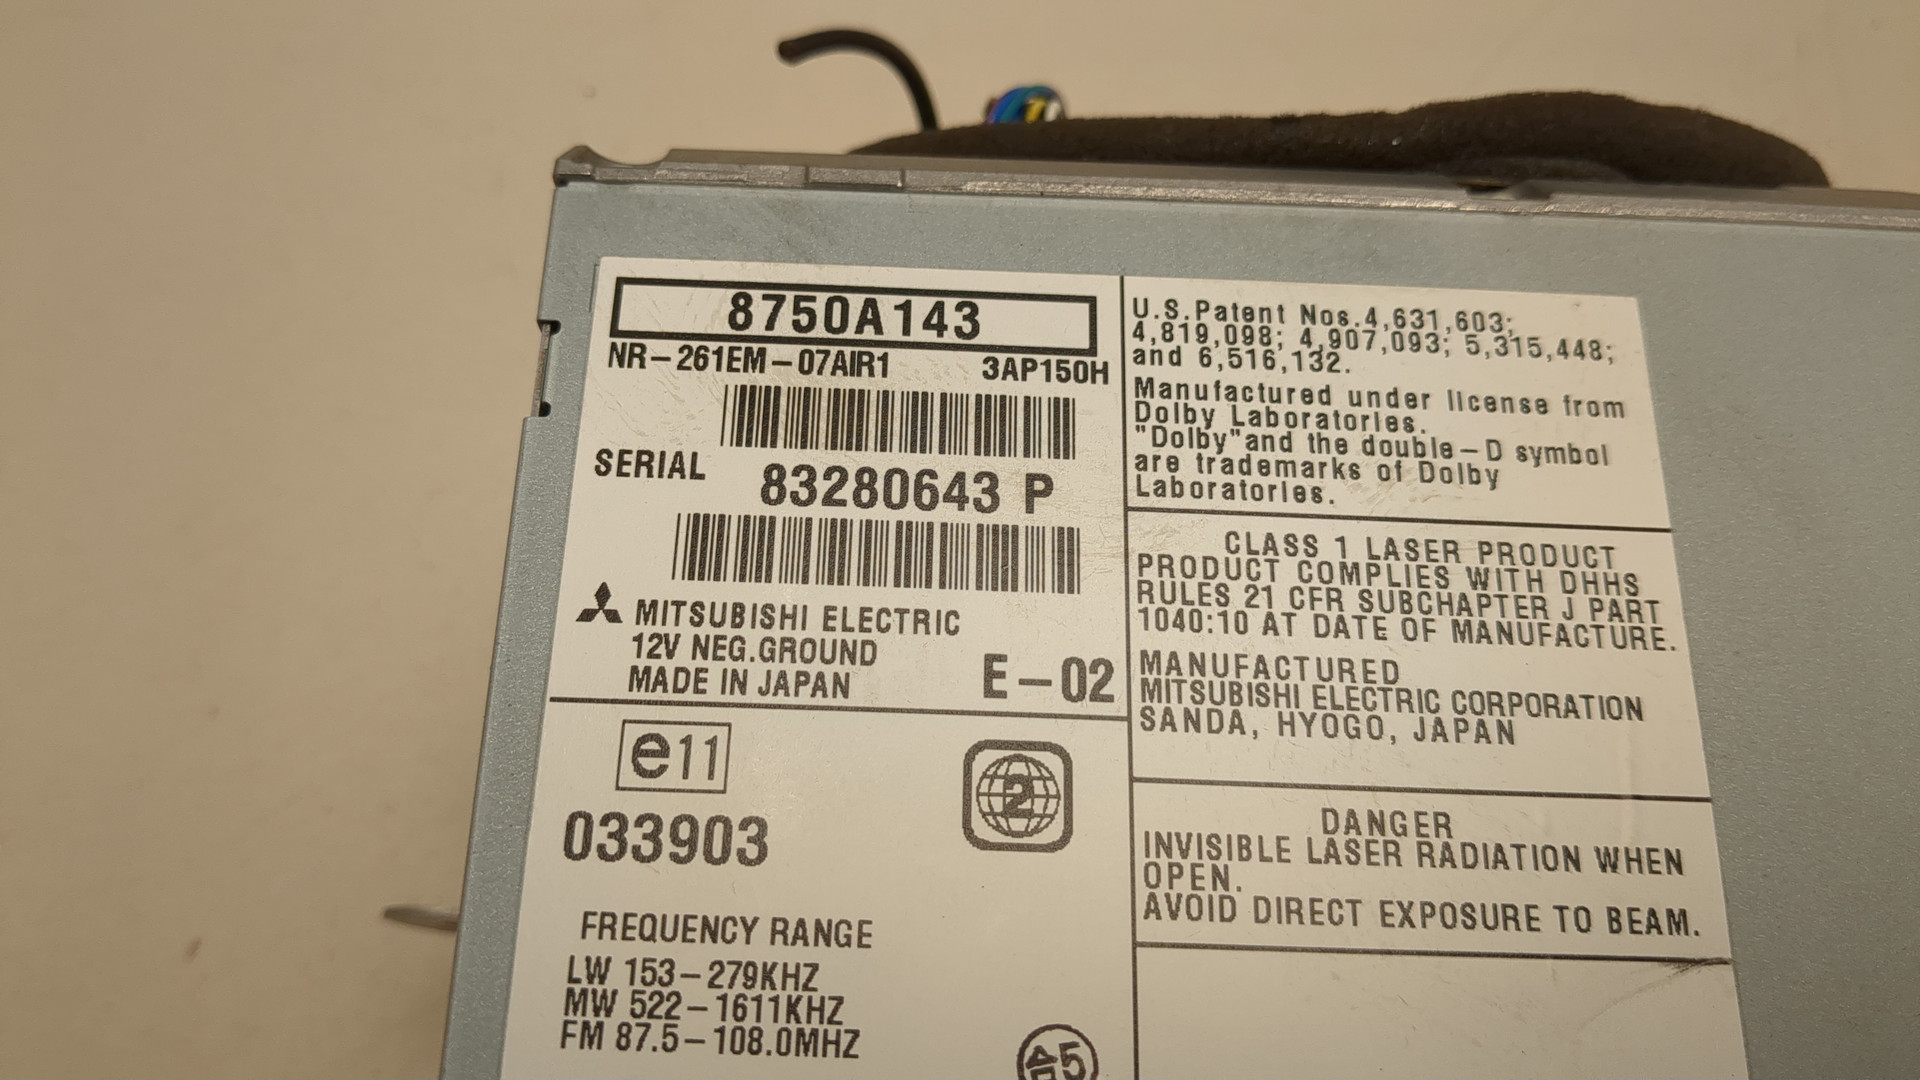 8750A143
NR-261EM-07AIR1 3AP150H
SERIAL 83280643 P
MITSUBISHI ELECTRIC
12V NEG.GROUND
MADE IN JAPAN E-02
e11
2
033903
FREQUENCY RANGE
LW 153-279KHZ
MW 522-1611KHZ
FM 87.5-108.0MHZ
5
U.S.Patent Nos.4,631,603;
4,819,098; 4,907,093; 5,315,448;
and 6,516,132.
Manufactured under license from
Dolby Laboratories.
"Dolby"and the double-D symbol
are trademarks of Dolby
Laboratories.
CLASS 1 LASER PRODUCT
PRODUCT COMPLIES WITH DHHS
RULES 21 CFR SUBCHAPTER J PART
1040:10 AT DATE OF MANUFACTURE.
MANUFACTURED
MITSUBISHI ELECTRIC CORPORATION
SANDA, HYOGO, JAPAN
DANGER
INVISIBLE LASER RADIATION WHEN
OPEN.
AVOID DIRECT EXPOSURE TO BEAM.